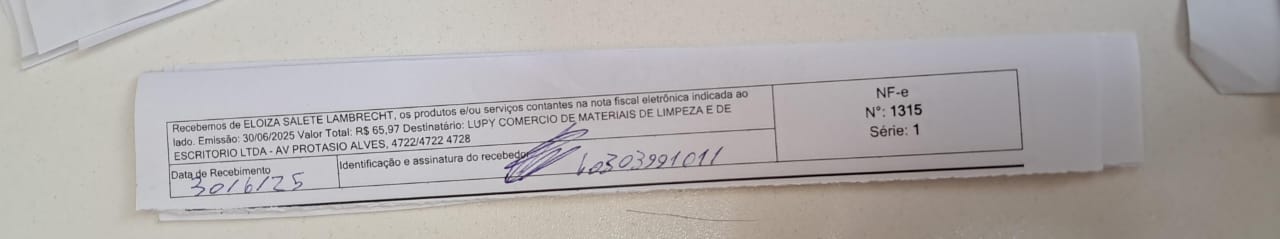 Recebemos de ELOIZA SALETE LAMBRECHT, os produtos e/ou serviços contantes na nota fiscal eletrônica indicada ao
lado. Emissão: 30/06/2025 Valor Total: R$ 65,97 Destinatário: LUPY COMERCIO DE MATERIAIS DE LIMPEZA E DE
ESCRITORIO LTDA - AV PROTASIO ALVES, 4722/4722 4728
Data de Recebimento
30/6/25
Identificação e assinatura do recebedor
60303991011
NF-e
Nº: 1315
Série: 1